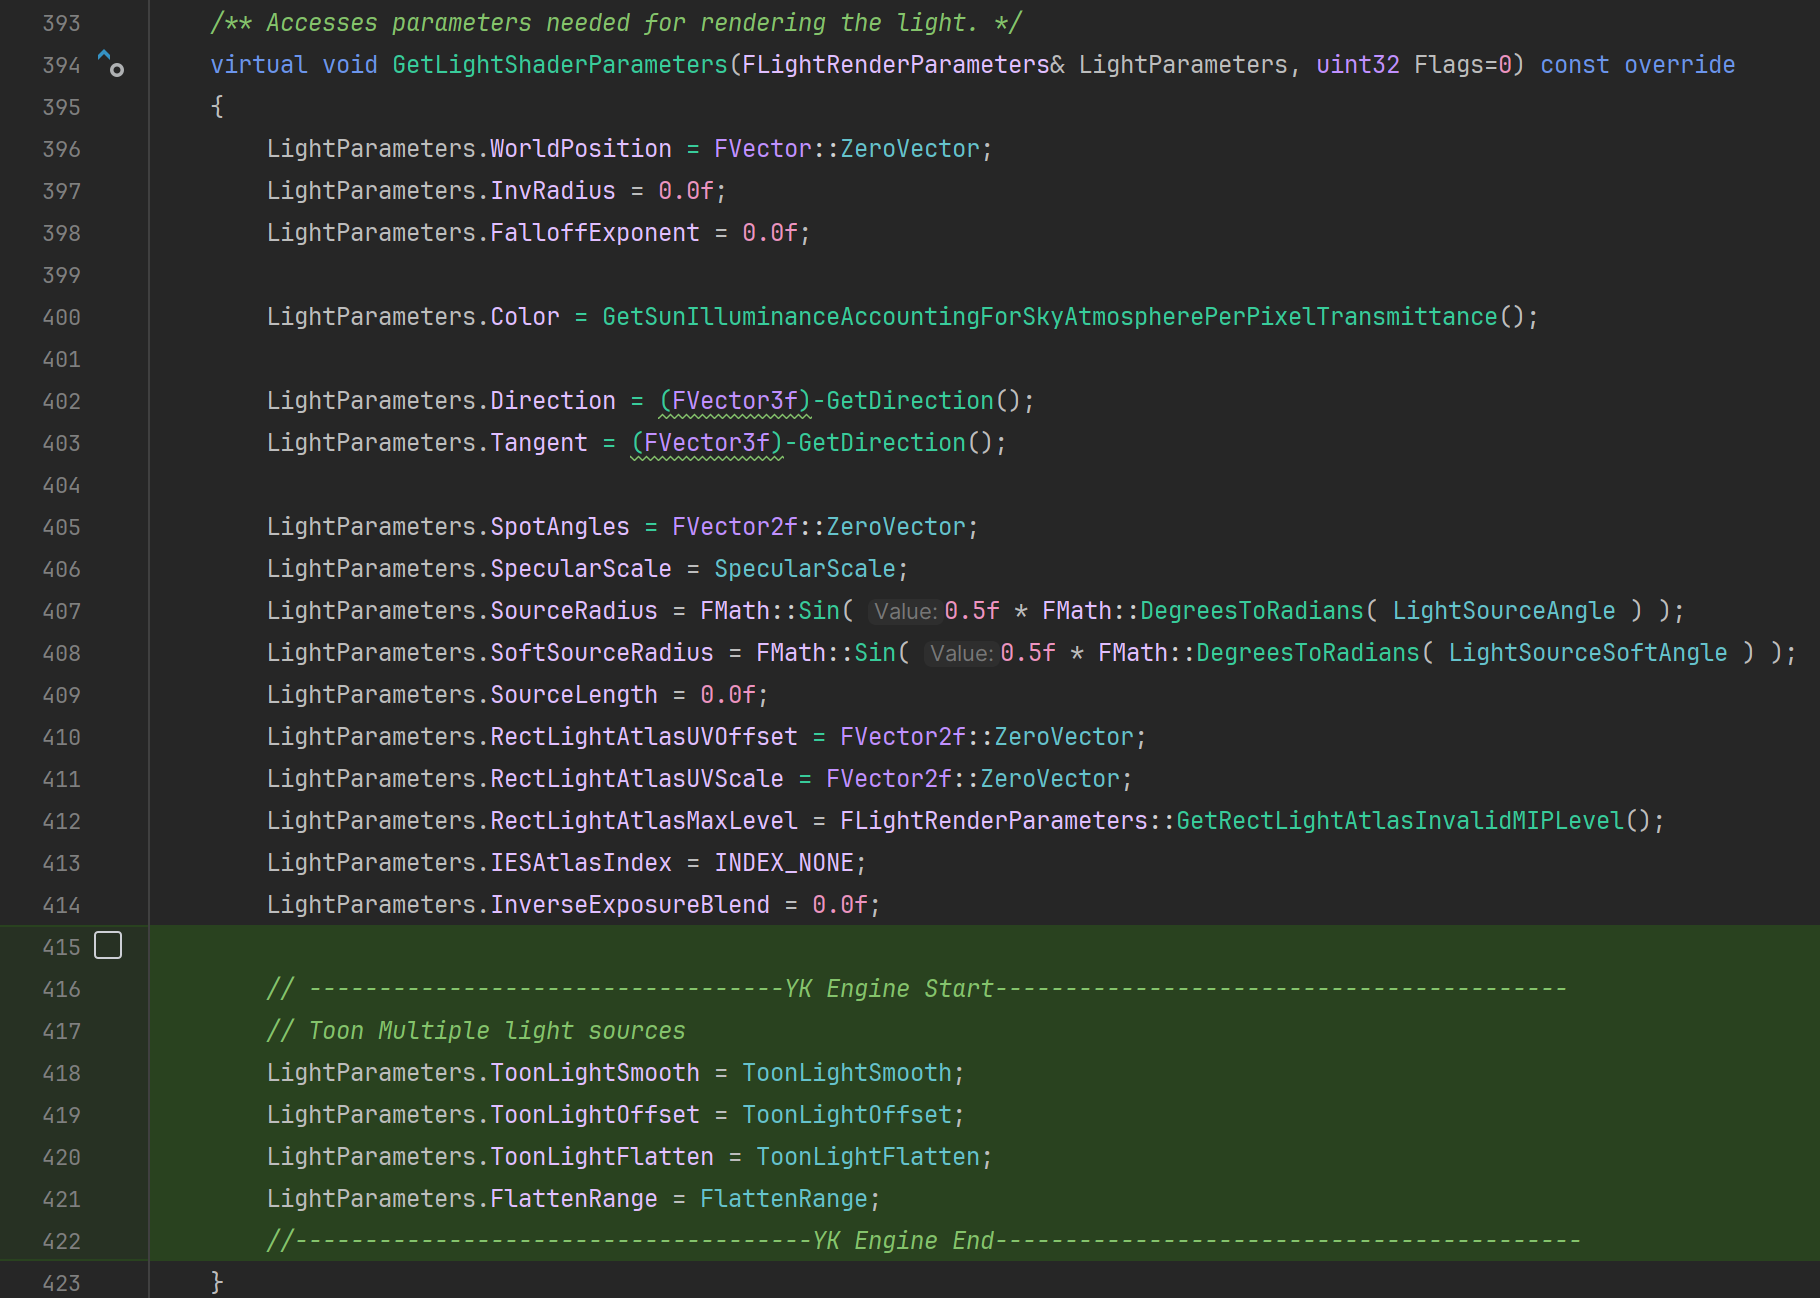 393 /** Accesses parameters needed for rendering the light. */
394 virtual void GetLightShaderParameters(FLightRenderParameters& LightParameters, uint32 Flags=0) const override
395 {
396 LightParameters.WorldPosition = FVector::ZeroVector;
397 LightParameters.InvRadius = 0.0f;
398 LightParameters.FalloffExponent = 0.0f;
399
400 LightParameters.Color = GetSunIlluminanceAccountingForSkyAtmospherePerPixelTransmittance();
401
402 LightParameters.Direction = (FVector3f)-GetDirection();
403 LightParameters.Tangent = (FVector3f)-GetDirection();
404
405 LightParameters.SpotAngles = FVector2f::ZeroVector;
406 LightParameters.SpecularScale = SpecularScale;
407 LightParameters.SourceRadius = FMath::Sin( Value: 0.5f * FMath::DegreesToRadians( LightSourceAngle ) );
408 LightParameters.SoftSourceRadius = FMath::Sin( Value: 0.5f * FMath::DegreesToRadians( LightSourceSoftAngle ) );
409 LightParameters.SourceLength = 0.0f;
410 LightParameters.RectLightAtlasUVOffset = FVector2f::ZeroVector;
411 LightParameters.RectLightAtlasUVScale = FVector2f::ZeroVector;
412 LightParameters.RectLightAtlasMaxLevel = FLightRenderParameters::GetRectLightAtlasInvalidMIPLevel();
413 LightParameters.IESAtlasIndex = INDEX_NONE;
414 LightParameters.InverseExposureBlend = 0.0f;
415
416 // ----------------------------------YK Engine Start-----------------------------------------
417 // Toon Multiple light sources
418 LightParameters.ToonLightSmooth = ToonLightSmooth;
419 LightParameters.ToonLightOffset = ToonLightOffset;
420 LightParameters.ToonLightFlatten = ToonLightFlatten;
421 LightParameters.FlattenRange = FlattenRange;
422 //-------------------------------------YK Engine End------------------------------------------
423 }